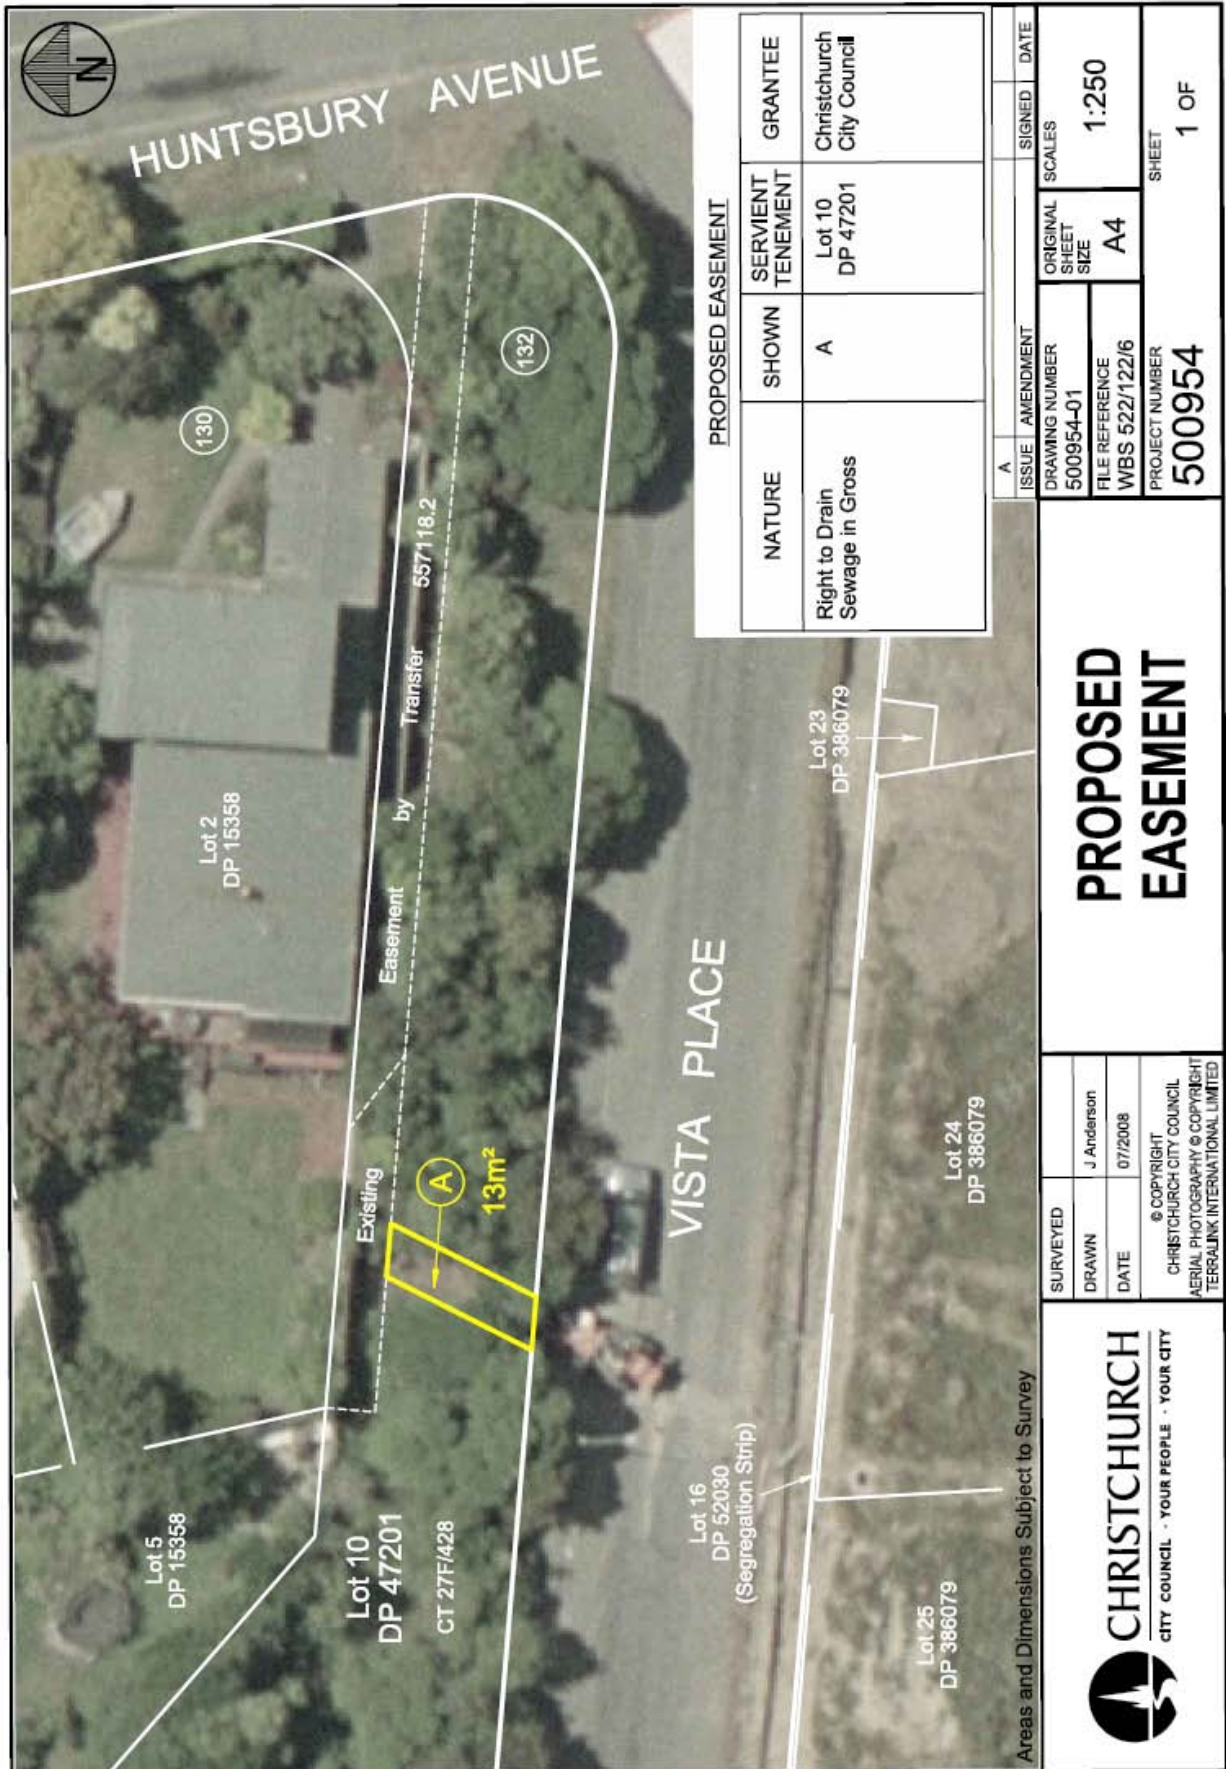 N
HUNTSBURY AVENUE
130
132
Lot 2
DP 15358
Existing Easement by Transfer 557118.2
A
13m²
Lot 5
DP 15358
Lot 10
DP 47201
CT 27F/428
VISTA PLACE
Lot 16
DP 52030
(Segregation Strip)
Lot 23
DP 386079
Lot 24
DP 386079
Lot 25
DP 386079
Areas and Dimensions Subject to Survey
PROPOSED EASEMENT
NATURE
SHOWN
SERVIENT
TENEMENT
GRANTEE
Right to Drain
Sewage in Gross
A
Lot 10
DP 47201
Christchurch
City Council
CHRISTCHURCH
CITY COUNCIL · YOUR PEOPLE · YOUR CITY
SURVEYED
DRAWN J Anderson
DATE 07/2008
© COPYRIGHT
CHRISTCHURCH CITY COUNCIL
AERIAL PHOTOGRAPHY © COPYRIGHT
TERRALINK INTERNATIONAL LIMITED
PROPOSED
EASEMENT
A
ISSUE AMENDMENT SIGNED DATE
DRAWING NUMBER
500954-01
FILE REFERENCE
WBS 522/122/6
PROJECT NUMBER
500954
ORIGINAL
SHEET
SIZE
A4
SCALES
1:250
SHEET
1 OF